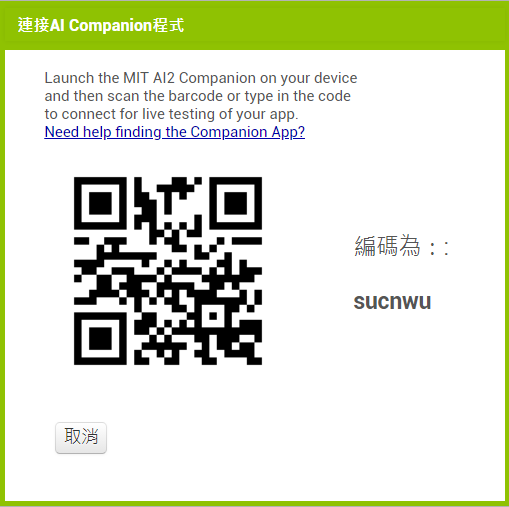 連接AI Companion程式
Launch the MIT AI2 Companion on your device
and then scan the barcode or type in the code
to connect for live testing of your app.
Need help finding the Companion App?
編碼為：:
sucnwu
取消